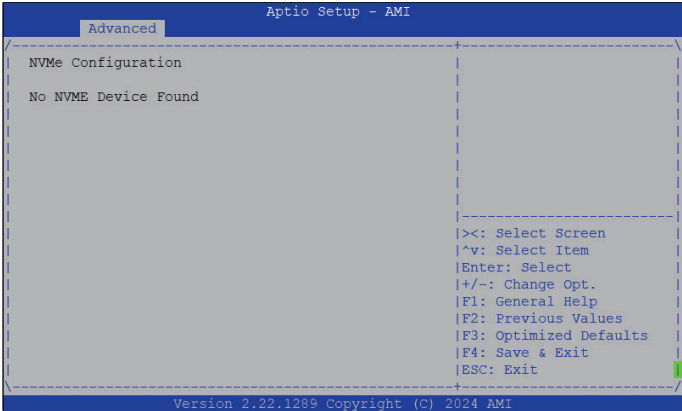 Aptio Setup - AMI
Advanced
NVMe Configuration
No NVME Device Found
><: Select Screen
^v: Select Item
Enter: Select
+/-: Change Opt.
F1: General Help
F2: Previous Values
F3: Optimized Defaults
F4: Save & Exit
ESC: Exit
Version 2.22.1289 Copyright (C) 2024 AMI